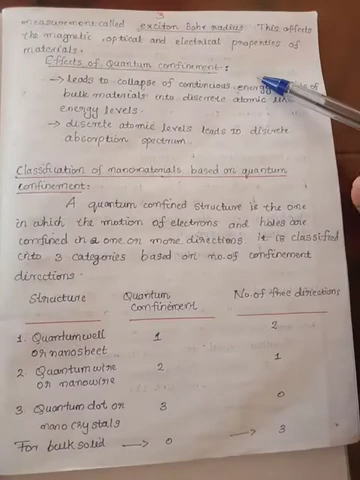 3
measurement called exciton Bohr radius. This affects
the magnetic, optical and electrical properties of
materials.
Effects of Quantum confinement:
→ leads to collapse of continuous energy of
bulk materials into discrete atomic
energy levels.
→ discrete atomic levels leads to discrete
absorption spectrum.
Classification of nanomaterials based on quantum
confinement:
A quantum confined structure is the one
in which the motion of electrons and holes are
confined in a one or more directions. It is classified
into 3 categories based on no. of confinement
directions.
Structure Quantum confinement No. of free directions
1. Quantum well or nanosheet 1 2
2 Quantum wire or nanowire 2 1
3 Quantum dot or nano crystals 3 0
For bulk solid → 0 → 3